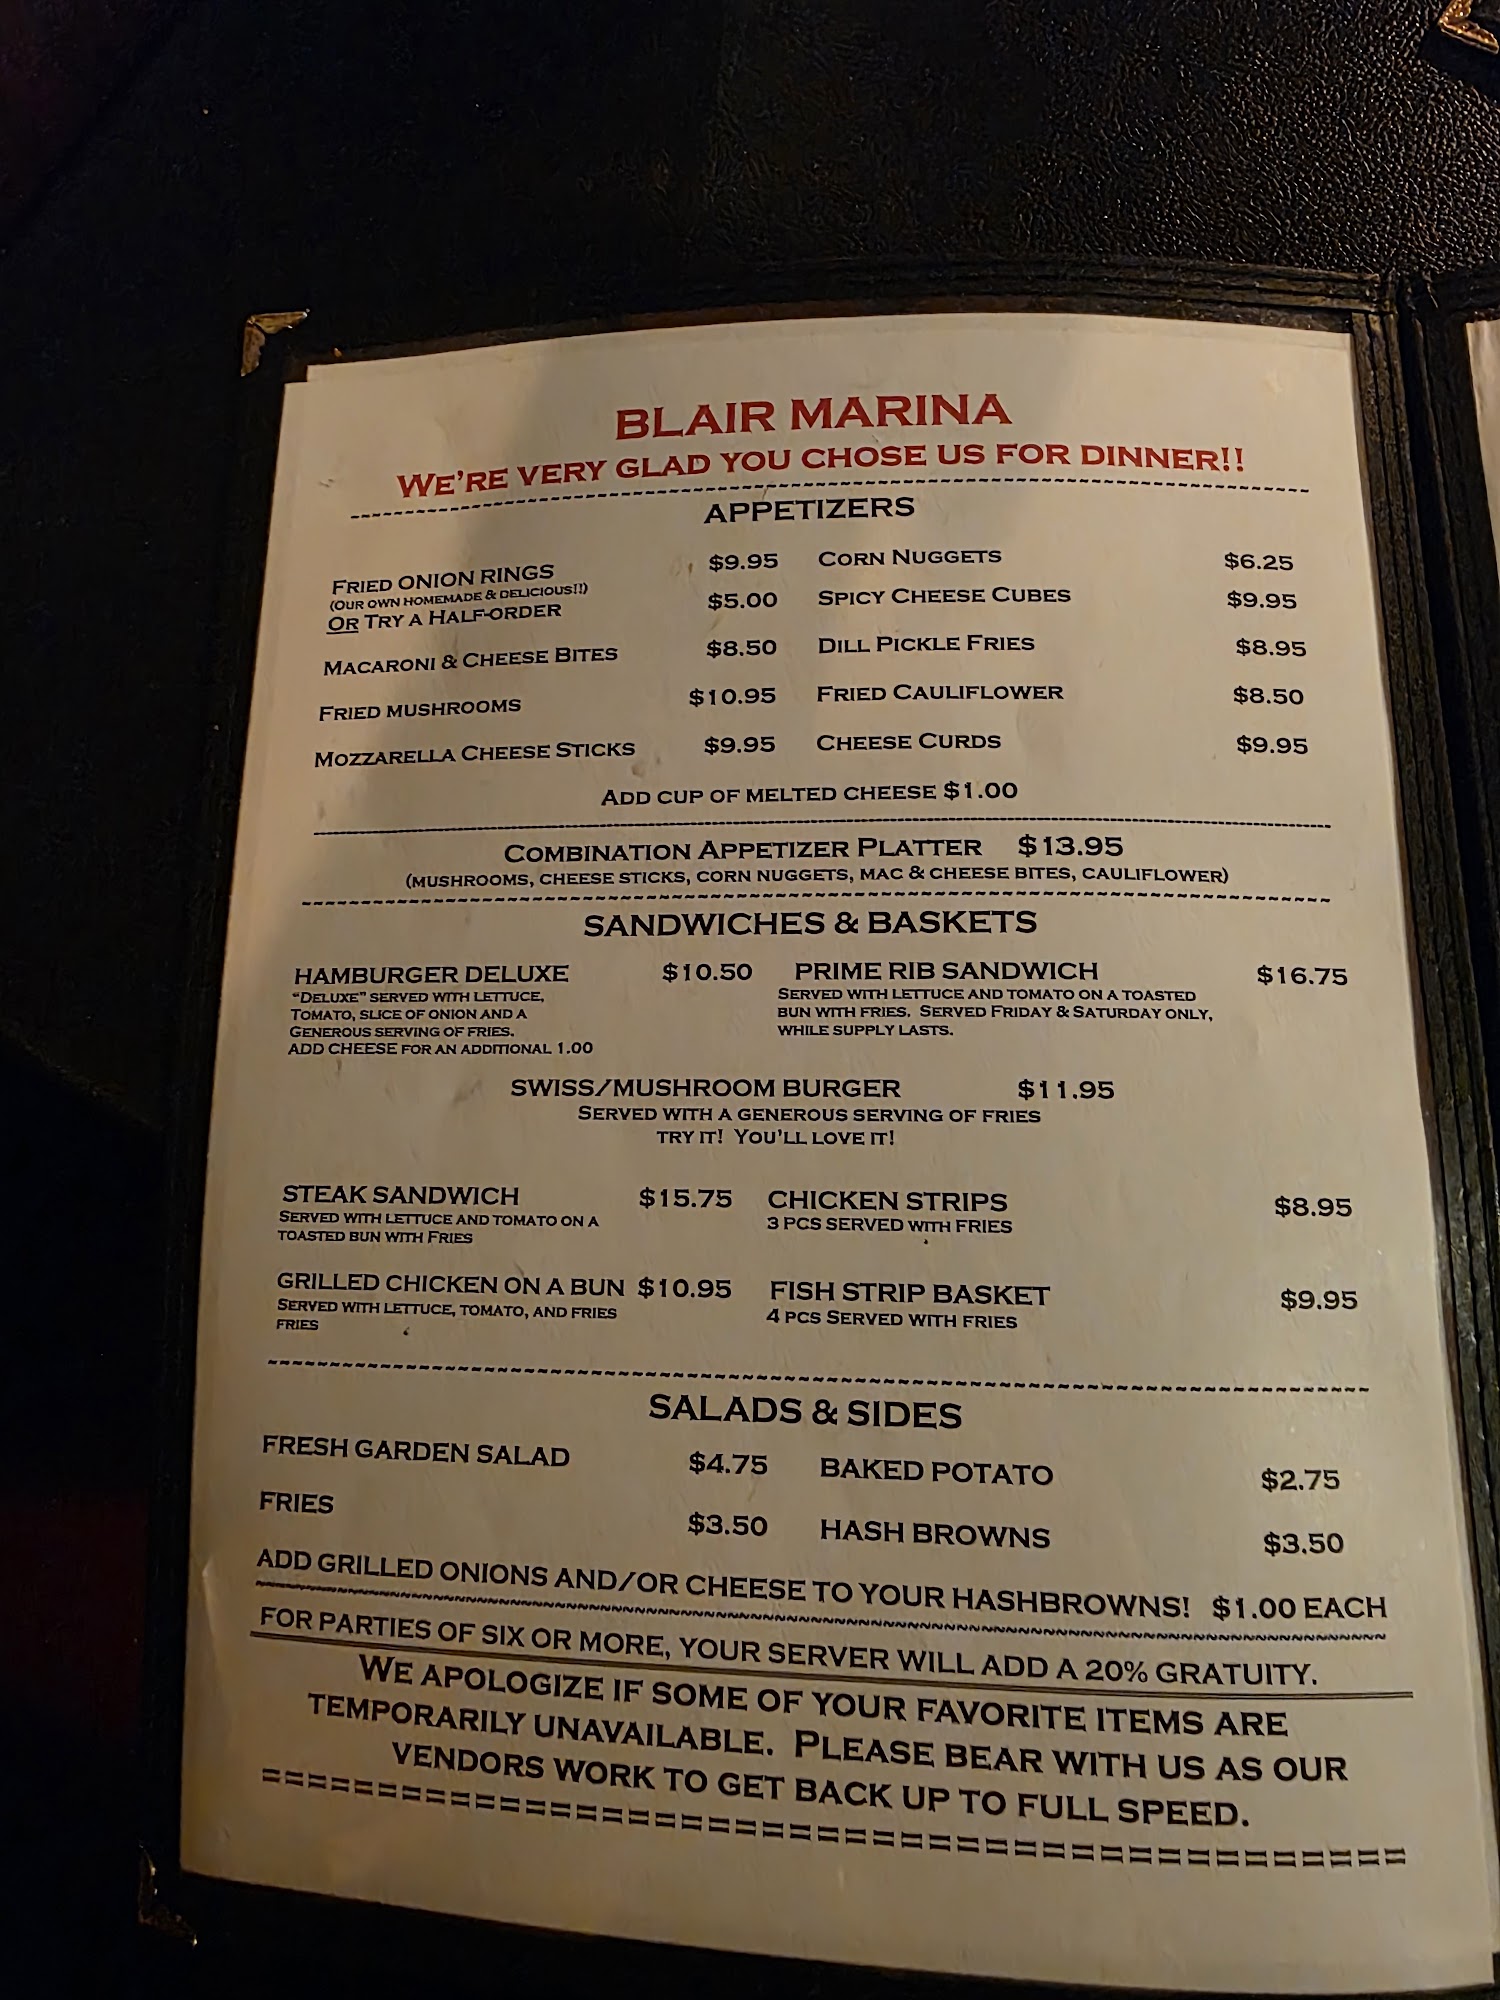 BLAIR MARINA
WE'RE VERY GLAD YOU CHOSE US FOR DINNER!!
APPETIZERS
FRIED ONION RINGS $9.95
(OUR OWN HOMEMADE & DELICIOUS!!)
OR TRY A HALF-ORDER $5.00
MACARONI & CHEESE BITES $8.50
FRIED MUSHROOMS $10.95
MOZZARELLA CHEESE STICKS $9.95
CORN NUGGETS $6.25
SPICY CHEESE CUBES $9.95
DILL PICKLE FRIES $8.95
FRIED CAULIFLOWER $8.50
CHEESE CURDS $9.95
ADD CUP OF MELTED CHEESE $1.00
COMBINATION APPETIZER PLATTER $13.95
(MUSHROOMS, CHEESE STICKS, CORN NUGGETS, MAC & CHEESE BITES, CAULIFLOWER)
SANDWICHES & BASKETS
HAMBURGER DELUXE $10.50
"DELUXE" SERVED WITH LETTUCE,
TOMATO, SLICE OF ONION AND A
GENEROUS SERVING OF FRIES.
ADD CHEESE FOR AN ADDITIONAL 1.00
PRIME RIB SANDWICH $16.75
SERVED WITH LETTUCE AND TOMATO ON A TOASTED
BUN WITH FRIES. SERVED FRIDAY & SATURDAY ONLY,
WHILE SUPPLY LASTS.
SWISS/MUSHROOM BURGER $11.95
SERVED WITH A GENEROUS SERVING OF FRIES
TRY IT! YOU'LL LOVE IT!
STEAK SANDWICH $15.75
SERVED WITH LETTUCE AND TOMATO ON A
TOASTED BUN WITH FRIES
CHICKEN STRIPS $8.95
3 PCS SERVED WITH FRIES
GRILLED CHICKEN ON A BUN $10.95
SERVED WITH LETTUCE, TOMATO, AND FRIES
FRIES
FISH STRIP BASKET $9.95
4 PCS SERVED WITH FRIES
SALADS & SIDES
FRESH GARDEN SALAD $4.75
BAKED POTATO $2.75
FRIES $3.50
HASH BROWNS $3.50
ADD GRILLED ONIONS AND/OR CHEESE TO YOUR HASHBROWNS! $1.00 EACH
FOR PARTIES OF SIX OR MORE, YOUR SERVER WILL ADD A 20% GRATUITY.
WE APOLOGIZE IF SOME OF YOUR FAVORITE ITEMS ARE
TEMPORARILY UNAVAILABLE. PLEASE BEAR WITH US AS OUR
VENDORS WORK TO GET BACK UP TO FULL SPEED.